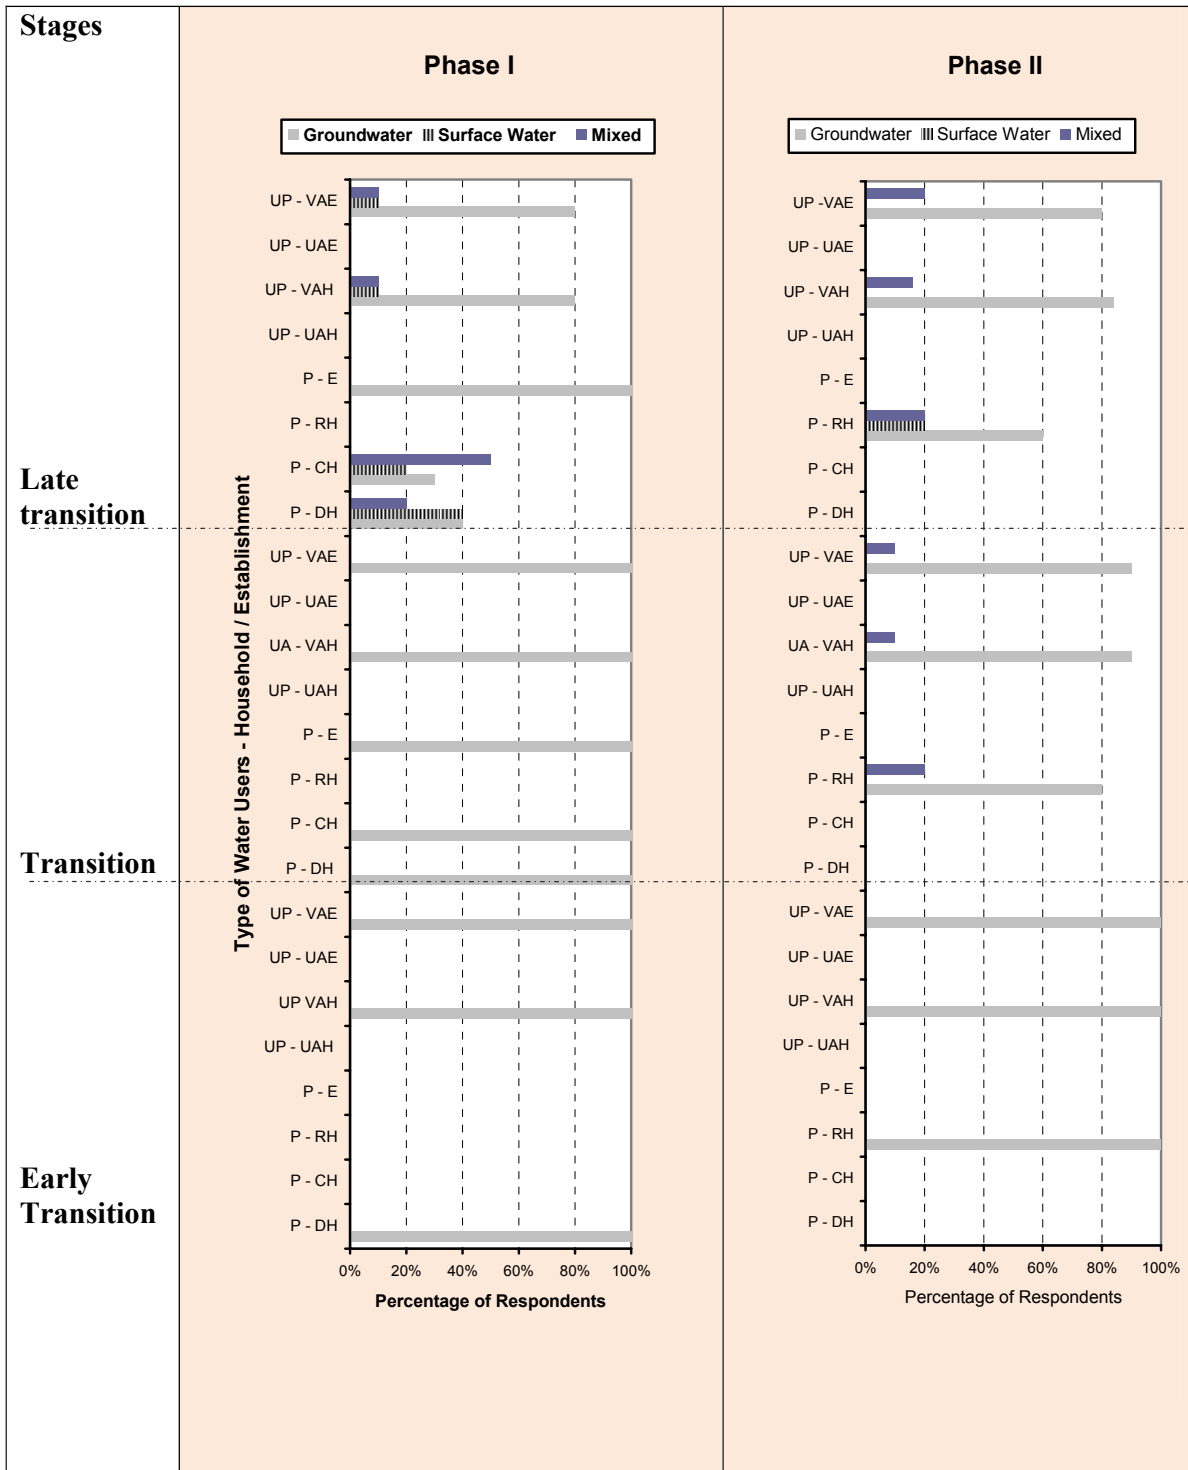 Stages
Phase I
Phase II
Groundwater Surface Water Mixed
Groundwater Surface Water Mixed
Type of Water Users - Household / Establishment
Late
transition
Transition
Early
Transition
UP - VAE
UP - UAE
UP - VAH
UP - UAH
P - E
P - RH
P - CH
P - DH
UP - VAE
UP - UAE
UA - VAH
UP - UAH
P - E
P - RH
P - CH
P - DH
UP - VAE
UP - UAE
UP VAH
UP - UAH
P - E
P - RH
P - CH
P - DH
0% 20% 40% 60% 80% 100%
Percentage of Respondents
UP -VAE
UP - UAE
UP - VAH
UP - UAH
P - E
P - RH
P - CH
P - DH
UP - VAE
UP - UAE
UA - VAH
UP - UAH
P - E
P - RH
P - CH
P - DH
UP - VAE
UP - UAE
UP - VAH
UP - UAH
P - E
P - RH
P - CH
P - DH
0% 20% 40% 60% 80% 100%
Percentage of Respondents